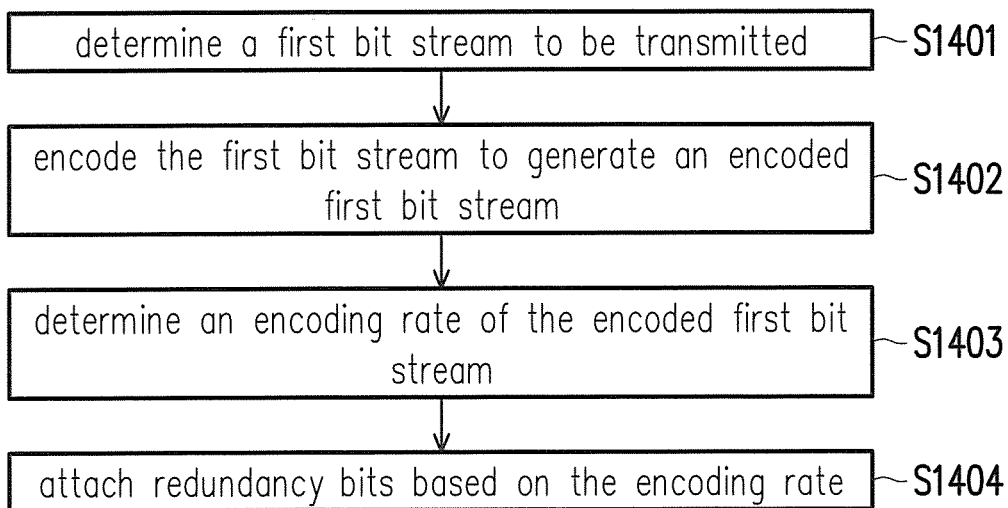 determine a first bit stream to be transmitted
S1401
encode the first bit stream to generate an encoded
first bit stream
S1402
determine an encoding rate of the encoded first bit
stream
S1403
attach redundancy bits based on the encoding rate
S1404